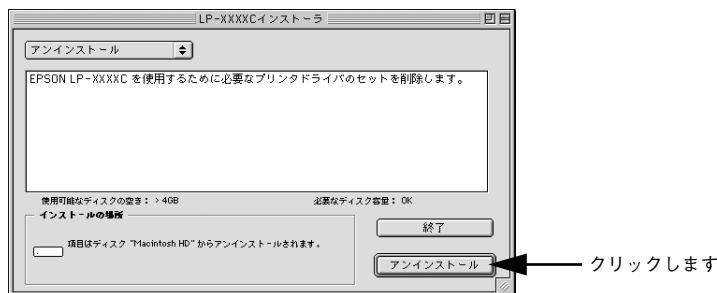 LP-XXXXCインストーラ
アンインストール
EPSON LP-XXXXC を使用するために必要なプリンタドライバのセットを削除します。
使用可能なディスクの空き： >4GB 必要なディスク容量： OK
インストールの場所
項目はディスク "Macintosh HD" からアンインストールされます。
終了
アンインストール
クリックします